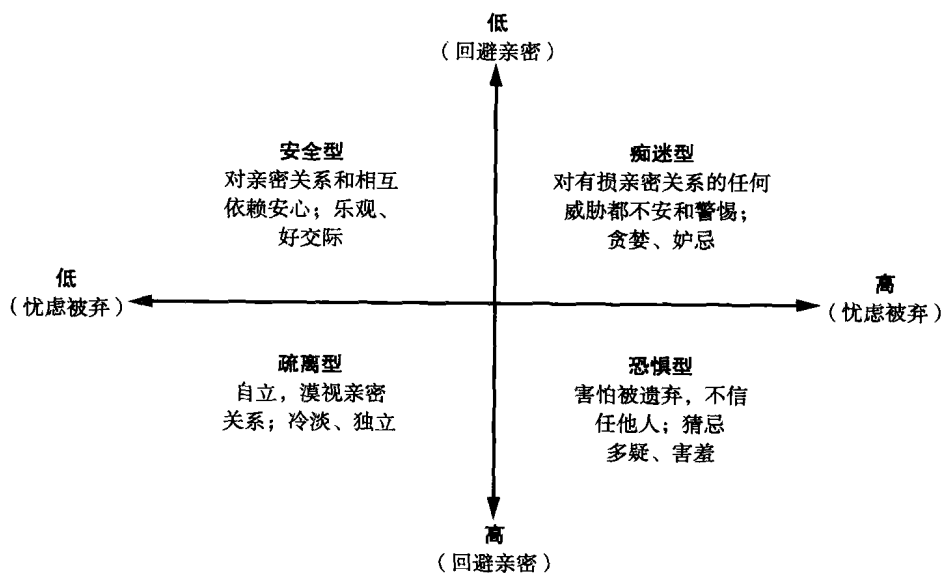 低
（回避亲密）
安全型
对亲密关系和相互
依赖安心；乐观、
好交际
痴迷型
对有损亲密关系的任何
威胁都不安和警惕；
贪婪、妒忌
低
（忧虑被弃）
高
（忧虑被弃）
疏离型
自立，漠视亲密
关系；冷淡、独立
恐惧型
害怕被遗弃，不信
任他人；猜忌
多疑、害羞
高
（回避亲密）